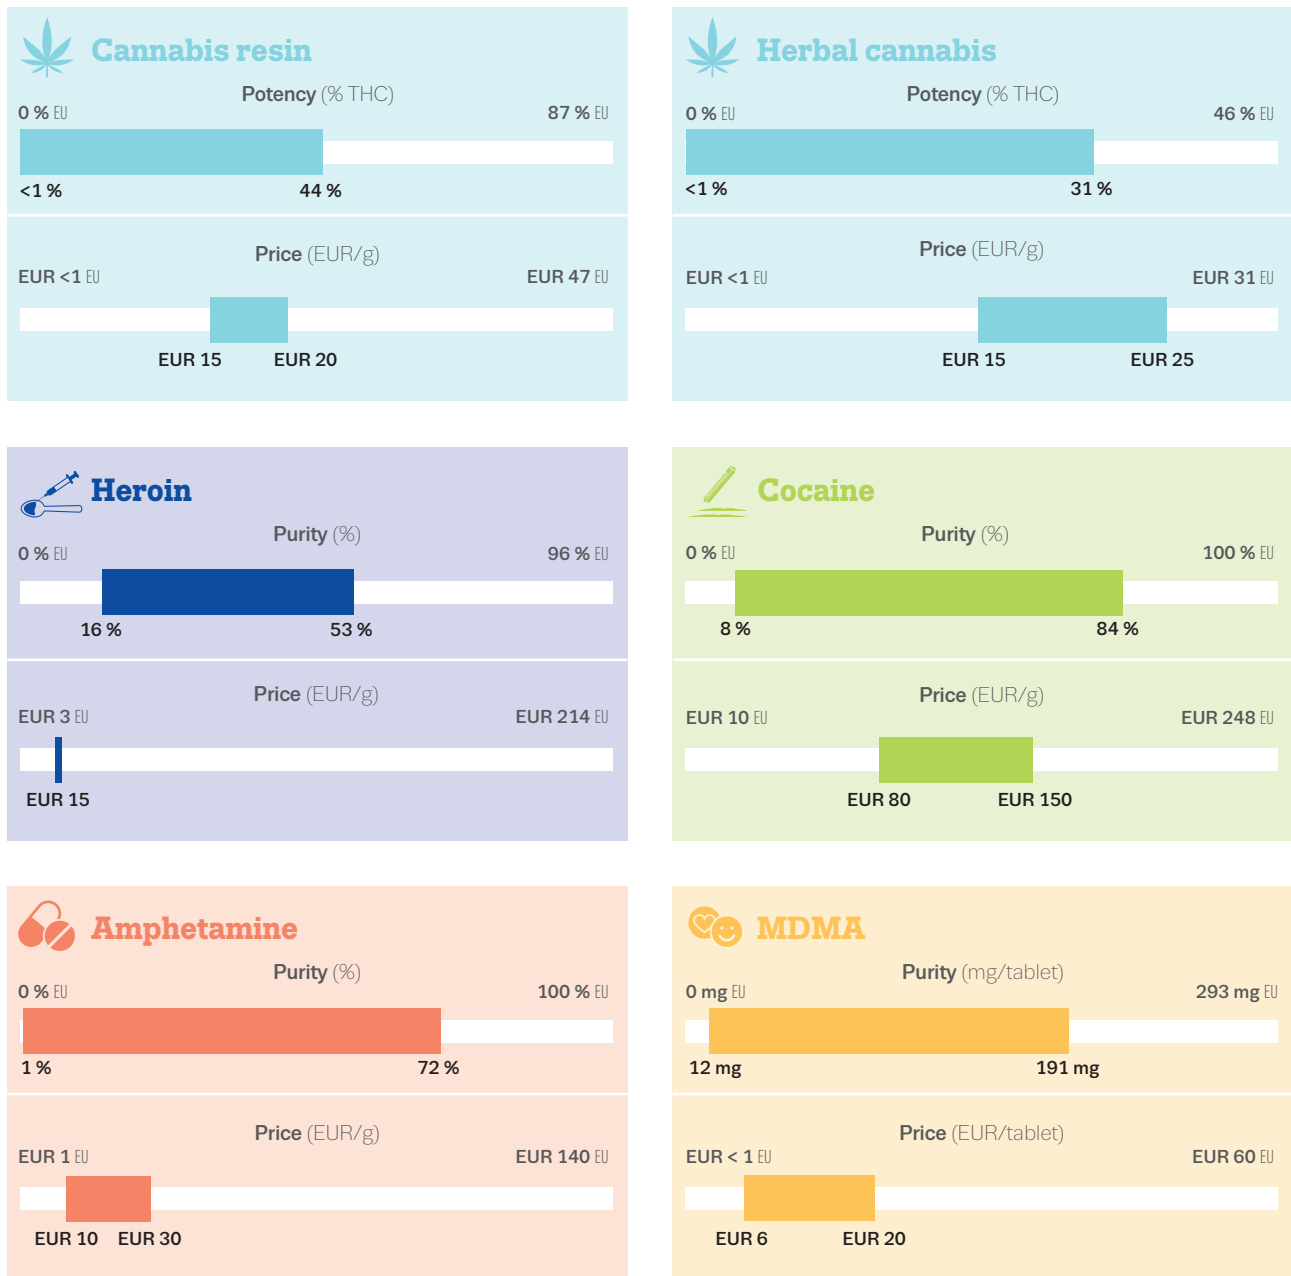 Cannabis resin
Potency (% THC)
0 % EU
87 % EU
<1 %
44 %
Price (EUR/g)
EUR <1 EU
EUR 47 EU
EUR 15
EUR 20
Herbal cannabis
Potency (% THC)
0 % EU
46 % EU
<1 %
31 %
Price (EUR/g)
EUR <1 EU
EUR 31 EU
EUR 15
EUR 25
Heroin
Purity (%)
0 % EU
96 % EU
16 %
53 %
Price (EUR/g)
EUR 3 EU
EUR 214 EU
EUR 15
Cocaine
Purity (%)
0 % EU
100 % EU
8 %
84 %
Price (EUR/g)
EUR 10 EU
EUR 248 EU
EUR 80
EUR 150
Amphetamine
Purity (%)
0 % EU
100 % EU
1 %
72 %
Price (EUR/g)
EUR 1 EU
EUR 140 EU
EUR 10
EUR 30
MDMA
Purity (mg/tablet)
0 mg EU
293 mg EU
12 mg
191 mg
Price (EUR/tablet)
EUR < 1 EU
EUR 60 EU
EUR 6
EUR 20